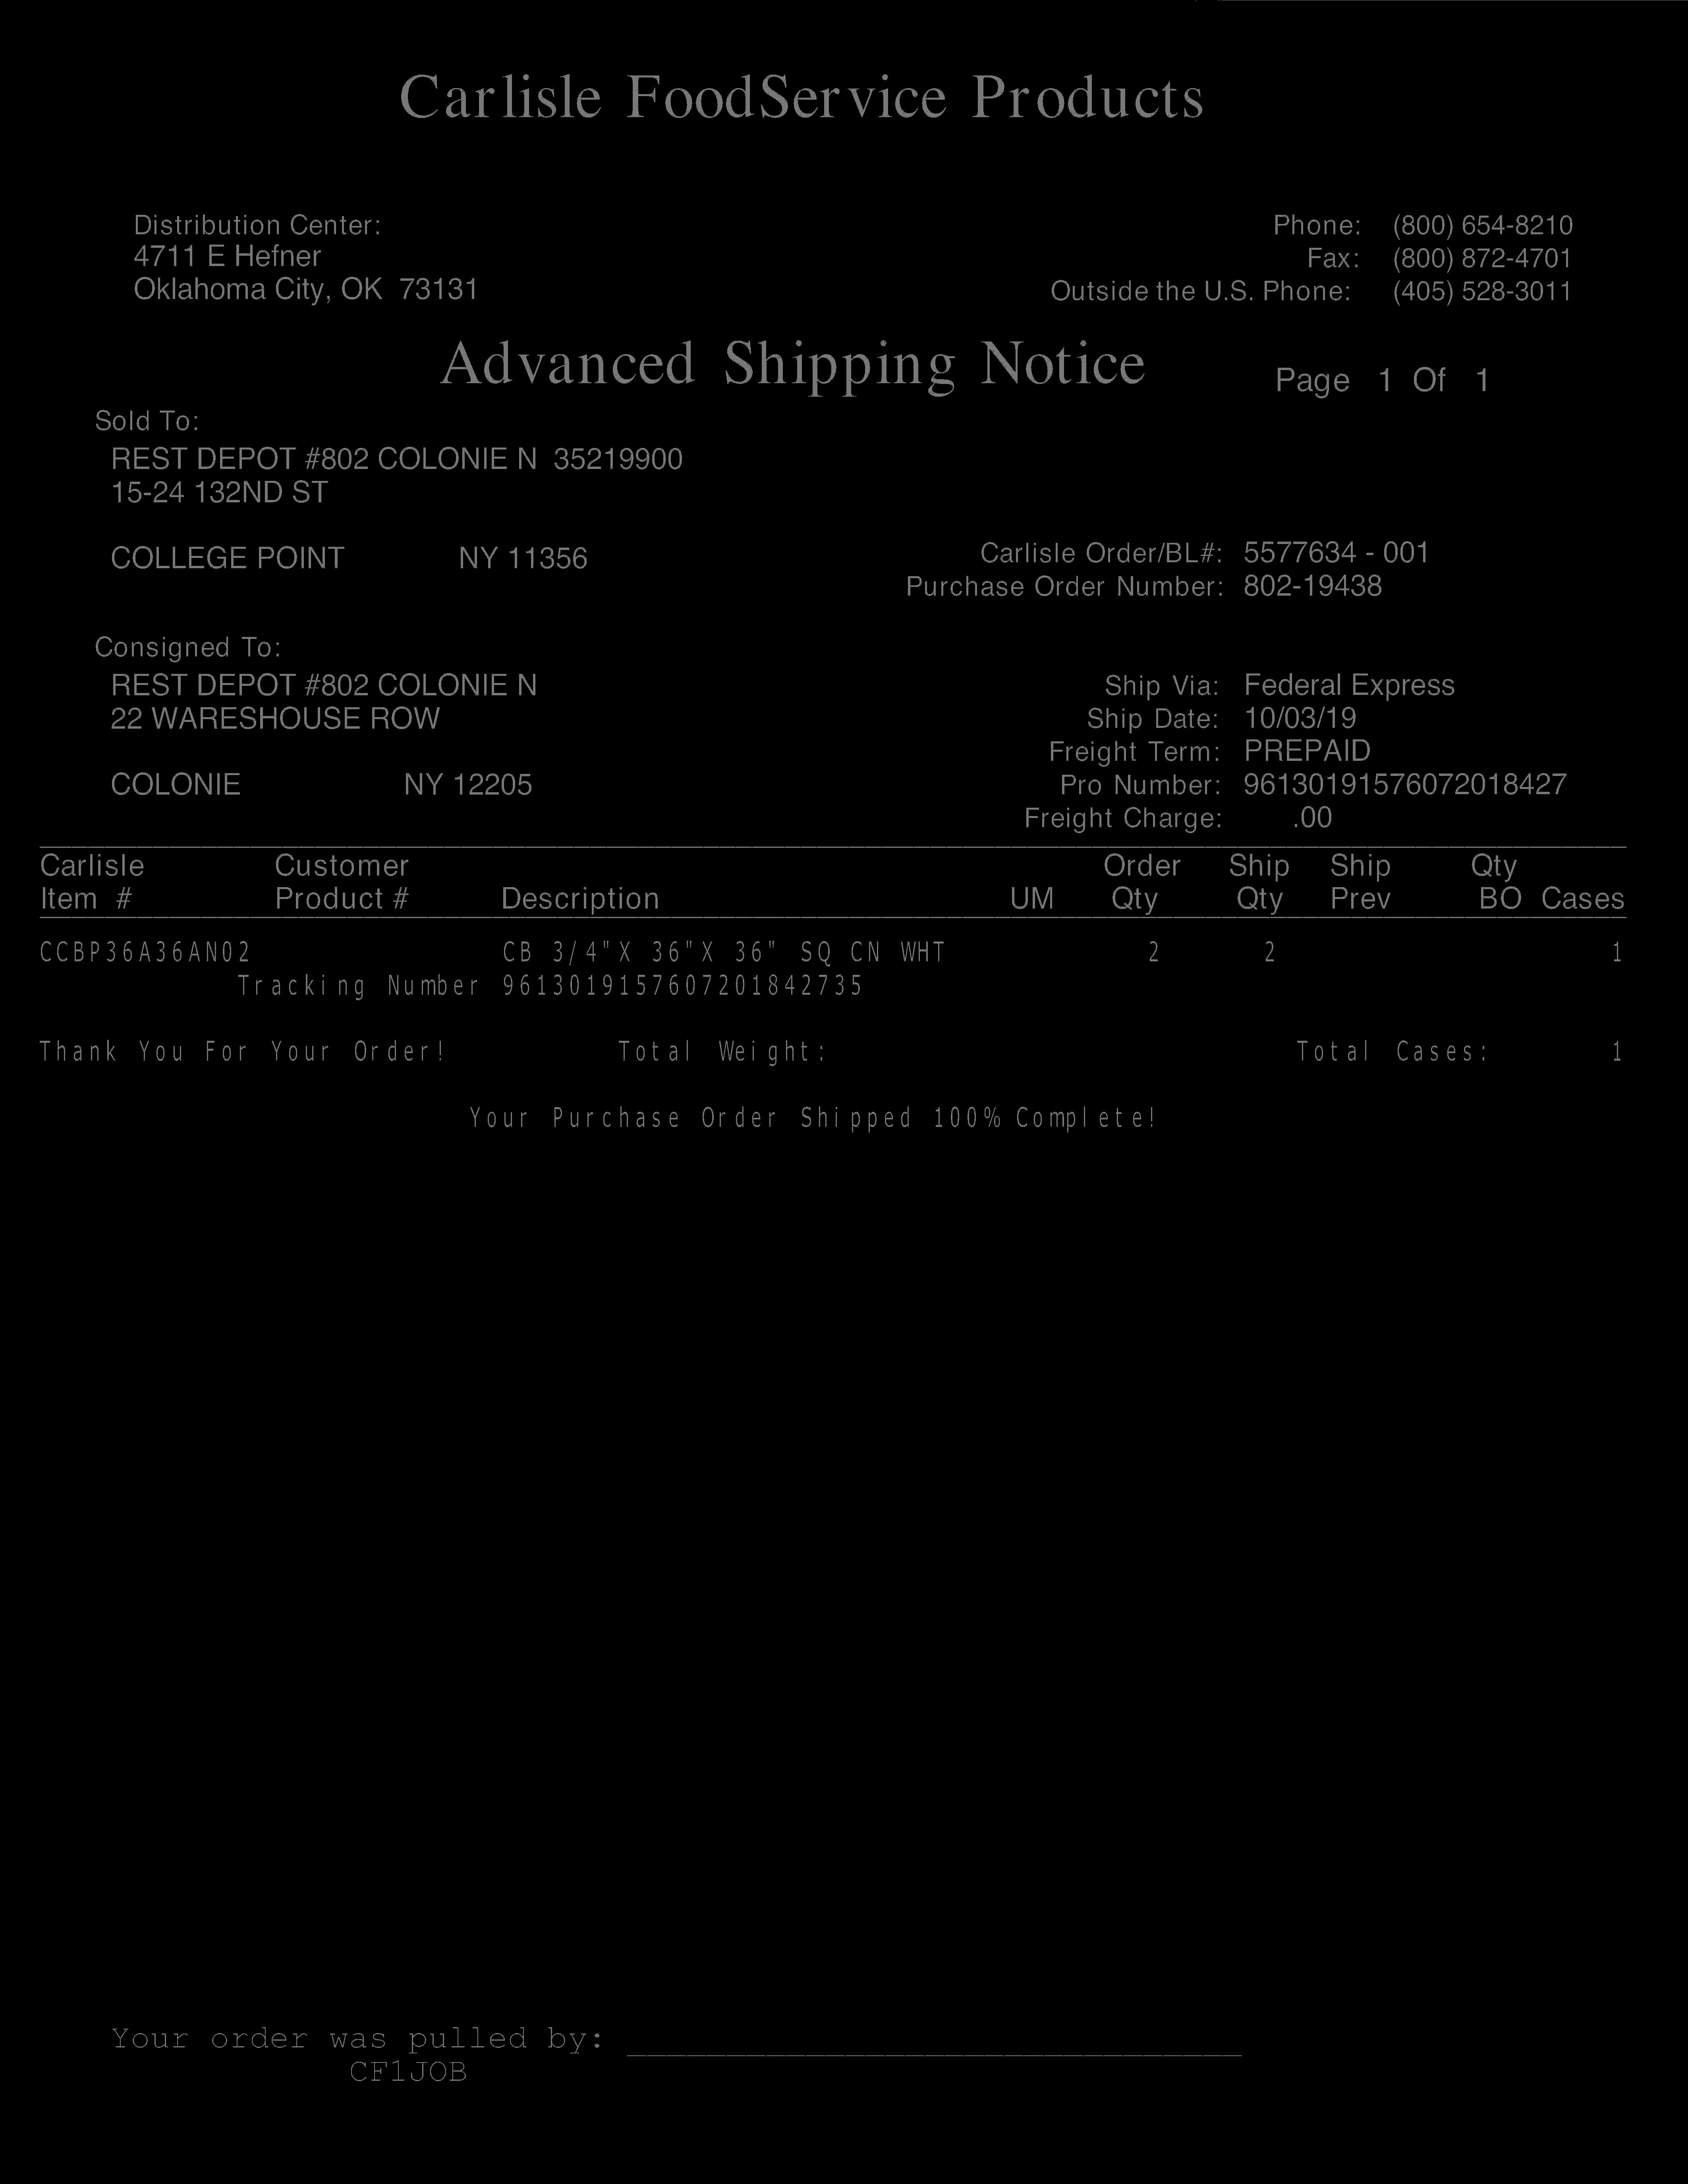 Carlisle FoodService Products
Distribution Center:
4711 E Hefner
Oklahoma City, OK 73131
Phone: (800) 654-8210
Fax: (800) 872-4701
Outside the U.S. Phone: (405) 528-3011
Advanced Shipping Notice Page 1 Of 1
Sold To:
REST DEPOT #802 COLONIE N 35219900
15-24 132ND ST
COLLEGE POINT NY 11356
Carlisle Order/BL#: 5577634 - 001
Purchase Order Number: 802-19438
Consigned To:
REST DEPOT #802 COLONIE N
22 WARESHOUSE ROW
COLONIE NY 12205
Ship Via: Federal Express
Ship Date: 10/03/19
Freight Term: PREPAID
Pro Number: 96130191576072018427
Freight Charge: .00
Carlisle Customer Order Ship Ship Qty
Item # Product # Description UM Qty Qty Prev BO Cases
CCBP36A36AN02 CB 3/4"X 36"X 36" SQ CN WHT 2 2 1
Tracking Number 9613019157607201842735
Thank You For Your Order! Total Weight: Total Cases: 1
Your Purchase Order Shipped 100% Complete!
Your order was pulled by:
CF1JOB